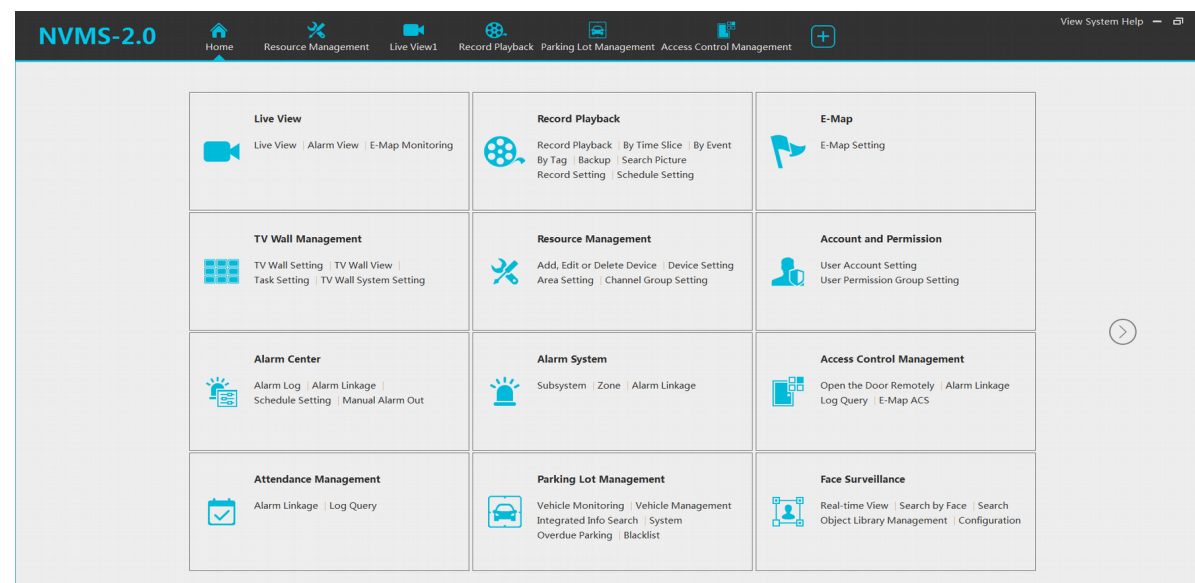 NVMS-2.0
Home
Resource Management
Live View1
Record Playback
Parking Lot Management
Access Control Management
View System Help
Live View
Live View | Alarm View | E-Map Monitoring
Record Playback
Record Playback | By Time Slice | By Event
By Tag | Backup | Search Picture
Record Setting | Schedule Setting
E-Map
E-Map Setting
TV Wall Management
TV Wall Setting | TV Wall View |
Task Setting | TV Wall System Setting
Resource Management
Add, Edit or Delete Device | Device Setting
Area Setting | Channel Group Setting
Account and Permission
User Account Setting
User Permission Group Setting
Alarm Center
Alarm Log | Alarm Linkage |
Schedule Setting | Manual Alarm Out
Alarm System
Subsystem | Zone | Alarm Linkage
Access Control Management
Open the Door Remotely | Alarm Linkage
Log Query | E-Map ACS
Attendance Management
Alarm Linkage | Log Query
Parking Lot Management
Vehicle Monitoring | Vehicle Management
Integrated Info Search | System
Overdue Parking | Blacklist
Face Surveillance
Real-time View | Search by Face | Search
Object Library Management | Configuration